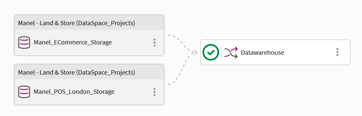 Manel - Land & Store (DataSpace_Projects)
Manel_ECommerce_Storage
Datawarehouse
Manel - Land & Store (DataSpace_Projects)
Manel_POS_London_Storage